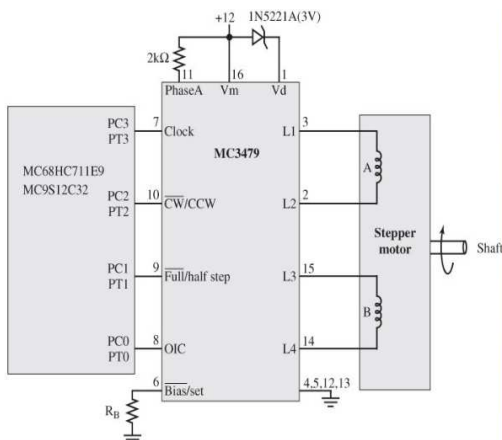 +12
1N5221A(3V)
2kΩ
11
16
1
PhaseA
Vm
Vd
MC3479
MC68HC711E9
MC9S12C32
PC3
PT3
7
Clock
3
L1
A
PC2
PT2
10
CW/CCW
2
L2
Stepper
motor
Shaft
PC1
PT1
9
Full/half step
15
L3
B
PC0
PT0
8
OIC
14
L4
6
Bias/set
4,5,12,13
RB